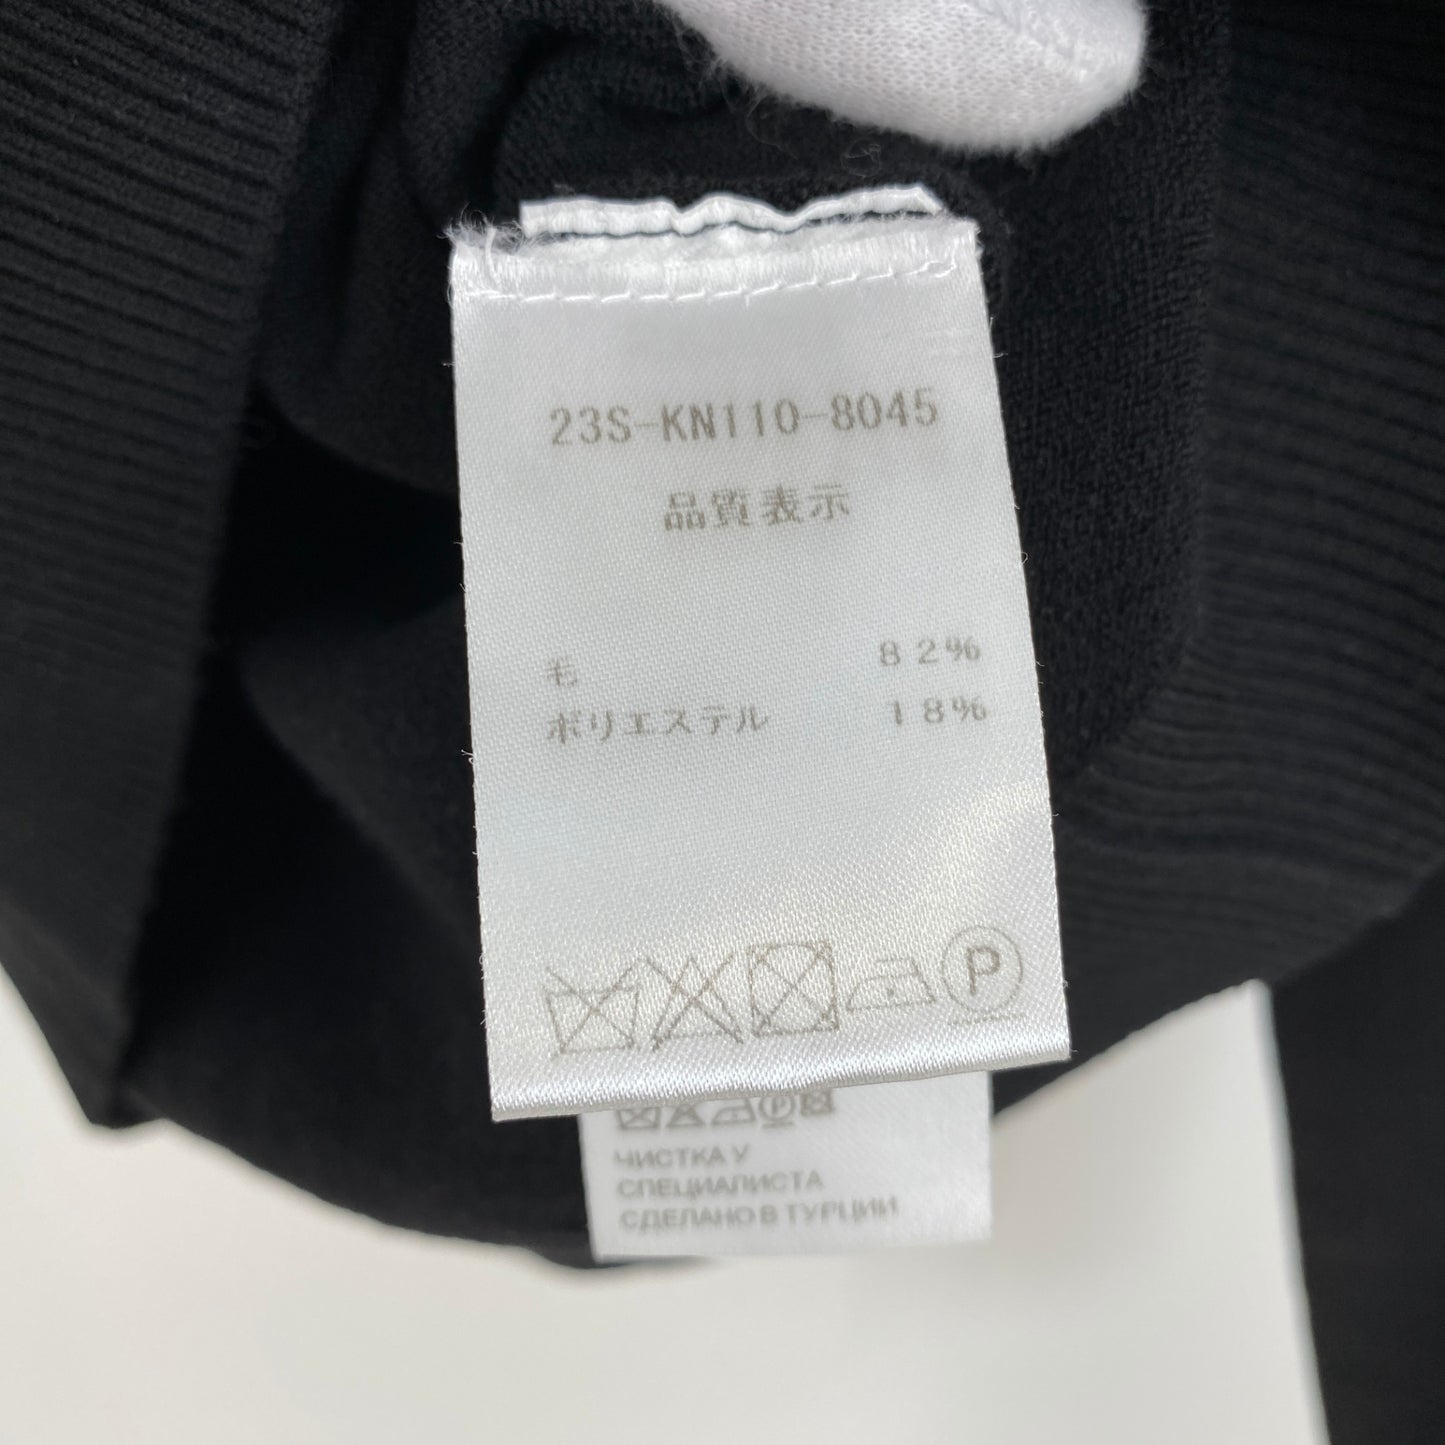 23S-KN110-8045
品質表示
毛 82%
ポリエステル 18%
P
P
ЧИСТКА У
СПЕЦИАЛИСТА
СДЕЛАНО В ТУРЦИИ